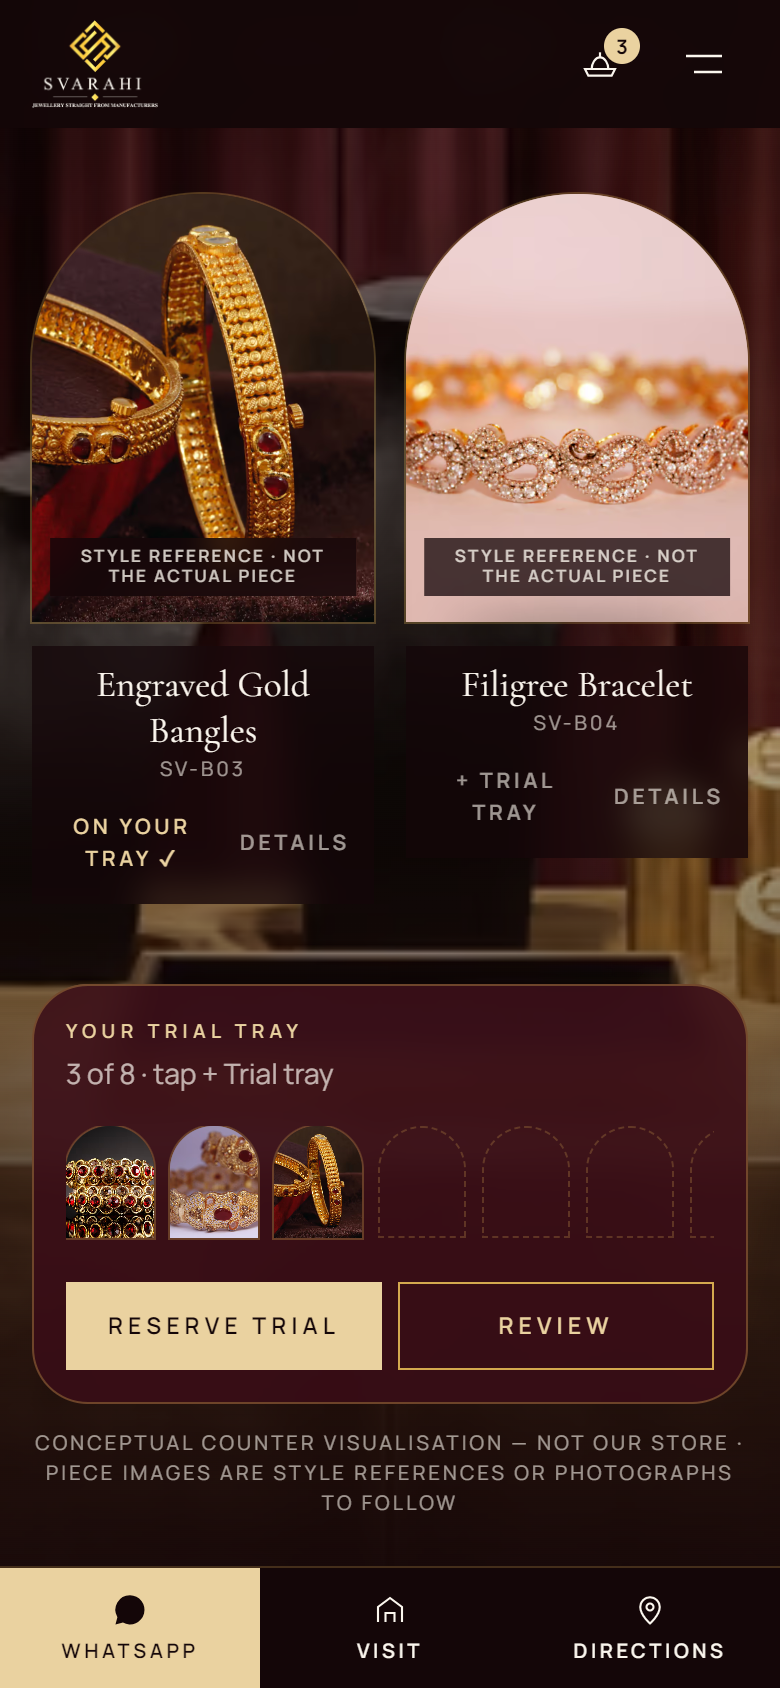 SVARAHI
JEWELLERY STRAIGHT FROM MANUFACTURERS
3
STYLE REFERENCE · NOT
THE ACTUAL PIECE
STYLE REFERENCE · NOT
THE ACTUAL PIECE
Engraved Gold
Bangles
SV-B03
ON YOUR
TRAY ✓
DETAILS
Filigree Bracelet
SV-B04
+ TRIAL
TRAY
DETAILS
YOUR TRIAL TRAY
3 of 8 · tap + Trial tray
RESERVE TRIAL
REVIEW
CONCEPTUAL COUNTER VISUALISATION — NOT OUR STORE ·
PIECE IMAGES ARE STYLE REFERENCES OR PHOTOGRAPHS
TO FOLLOW
WHATSAPP
VISIT
DIRECTIONS